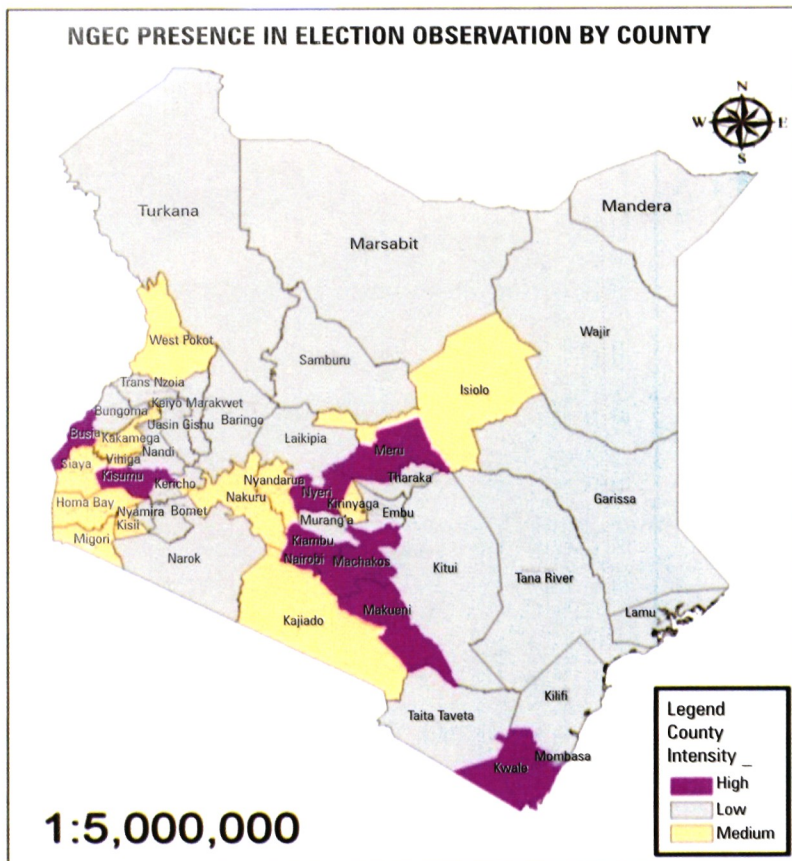 NGEC PRESENCE IN ELECTION OBSERVATION BY COUNTY
N
W E
S
Turkana
Marsabit
Mandera
Wajir
West Pokot
Samburu
Isiolo
Trans Nzoia
Keiyo Marakwet
Bungoma
Uasin Gishu
Baringo
Busia
Kakamega
Laikipia
Meru
Vihiga
Nandi
Siaya
Kisumu
Kericho
Nyandarua
Nyeri
Tharaka
Nakuru
Kirinyaga
Garissa
Homa Bay
Nyamira
Bomet
Embu
Kisii
Murang'a
Migori
Narok
Kiambu
Nairobi
Machakos
Kitui
Tana River
Makueni
Lamu
Kajiado
Kilifi
Taita Taveta
Mombasa
Kwale
Legend
County
Intensity _
High
Low
Medium
1:5,000,000